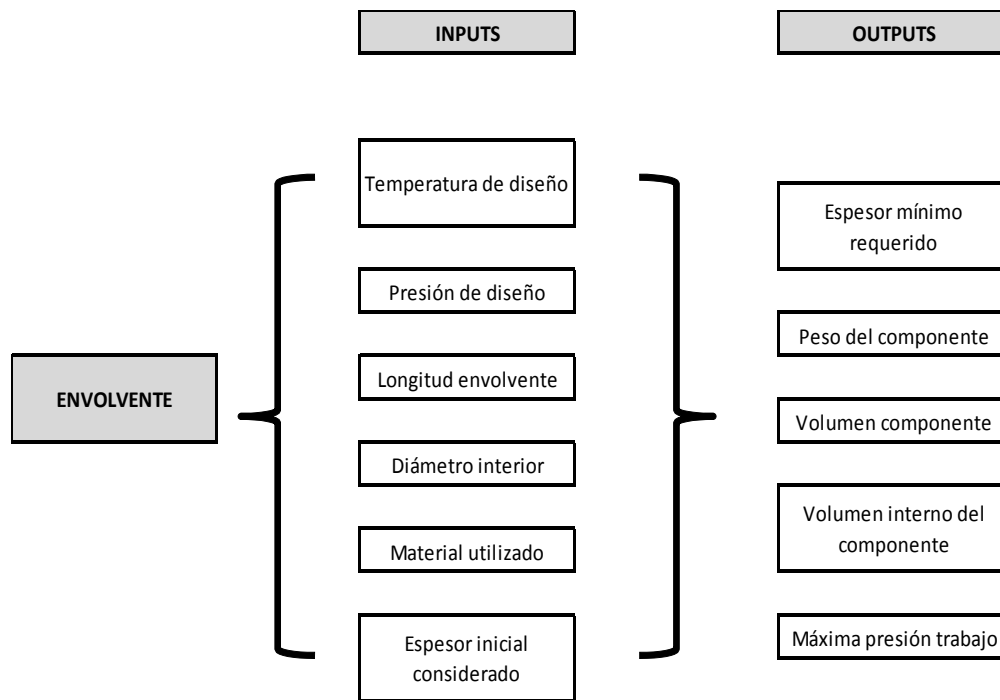 INPUTS
OUTPUTS
ENVOLVENTE
Temperatura de diseño
Presión de diseño
Longitud envolvente
Diámetro interior
Material utilizado
Espesor inicial
considerado
Espesor mínimo
requerido
Peso del componente
Volumen componente
Volumen interno del
componente
Máxima presión trabajo